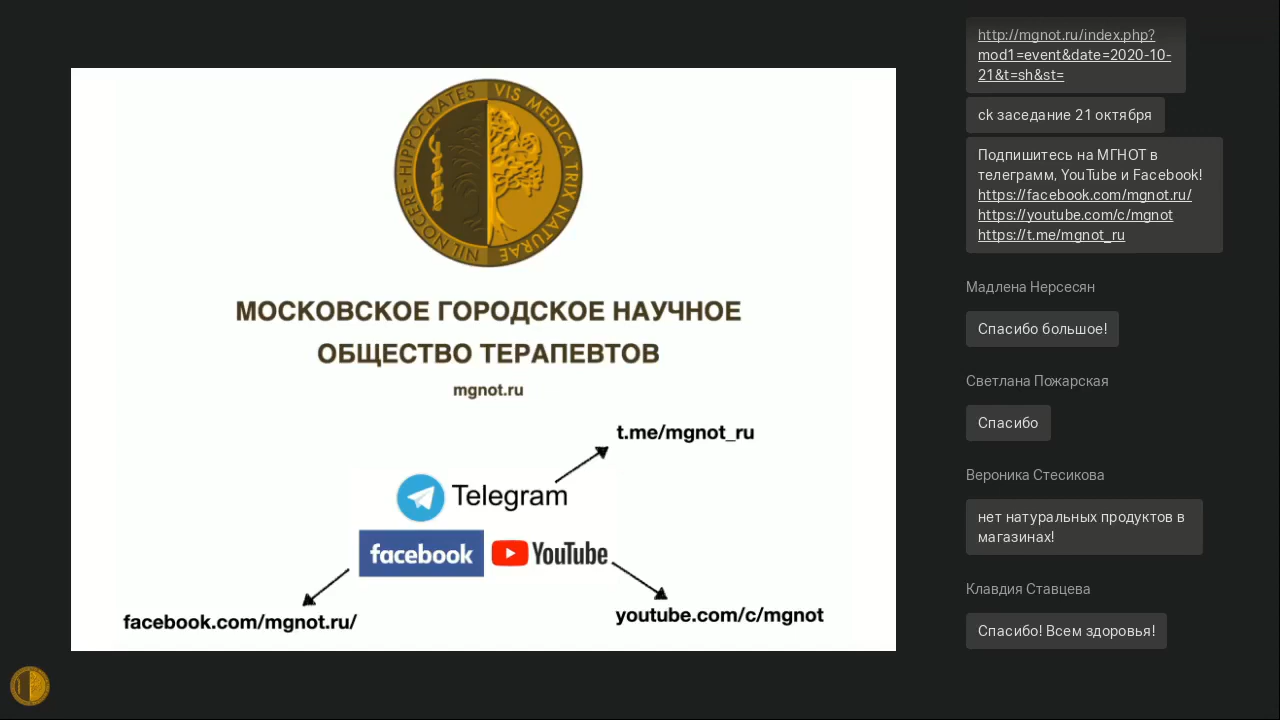 NIL NOCERE·HIPPOCRATES VIS MEDICATRIX NATURAE
МОСКОВСКОЕ ГОРОДСКОЕ НАУЧНОЕ
ОБЩЕСТВО ТЕРАПЕВТОВ
mgnot.ru
t.me/mgnot_ru
Telegram
facebook
YouTube
facebook.com/mgnot.ru/
youtube.com/c/mgnot
http://mgnot.ru/index.php?
mod1=event&date=2020-10-
21&t=sh&st=
ck заседание 21 октября
Подпишитесь на МГНОТ в
телеграмм, YouTube и Facebook!
https://facebook.com/mgnot.ru/
https://youtube.com/c/mgnot
https://t.me/mgnot_ru
Мадлена Нерсесян
Спасибо большое!
Светлана Пожарская
Спасибо
Вероника Стесикова
нет натуральных продуктов в
магазинах!
Клавдия Ставцева
Спасибо! Всем здоровья!